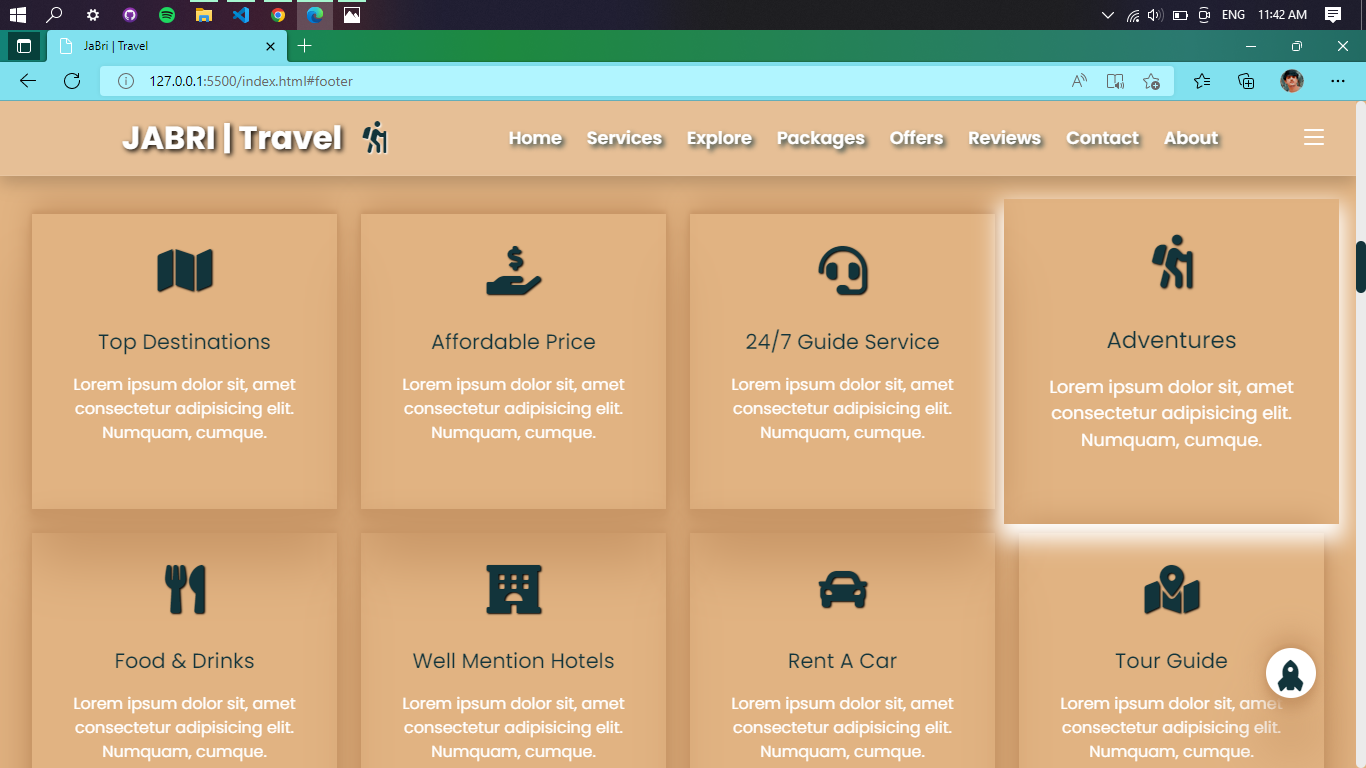 ENG 11:42 AM
JaBri | Travel
127.0.0.1:5500/index.html#footer
JABRI | Travel
Home Services Explore Packages Offers Reviews Contact About
Top Destinations
Lorem ipsum dolor sit, amet
consectetur adipisicing elit.
Numquam, cumque.
Affordable Price
Lorem ipsum dolor sit, amet
consectetur adipisicing elit.
Numquam, cumque.
24/7 Guide Service
Lorem ipsum dolor sit, amet
consectetur adipisicing elit.
Numquam, cumque.
Adventures
Lorem ipsum dolor sit, amet
consectetur adipisicing elit.
Numquam, cumque.
Food & Drinks
Lorem ipsum dolor sit, amet
consectetur adipisicing elit.
Numquam, cumque.
Well Mention Hotels
Lorem ipsum dolor sit, amet
consectetur adipisicing elit.
Numquam, cumque.
Rent A Car
Lorem ipsum dolor sit, amet
consectetur adipisicing elit.
Numquam, cumque.
Tour Guide
Lorem ipsum dolor sit, amet
consectetur adipisicing elit.
Numquam, cumque.